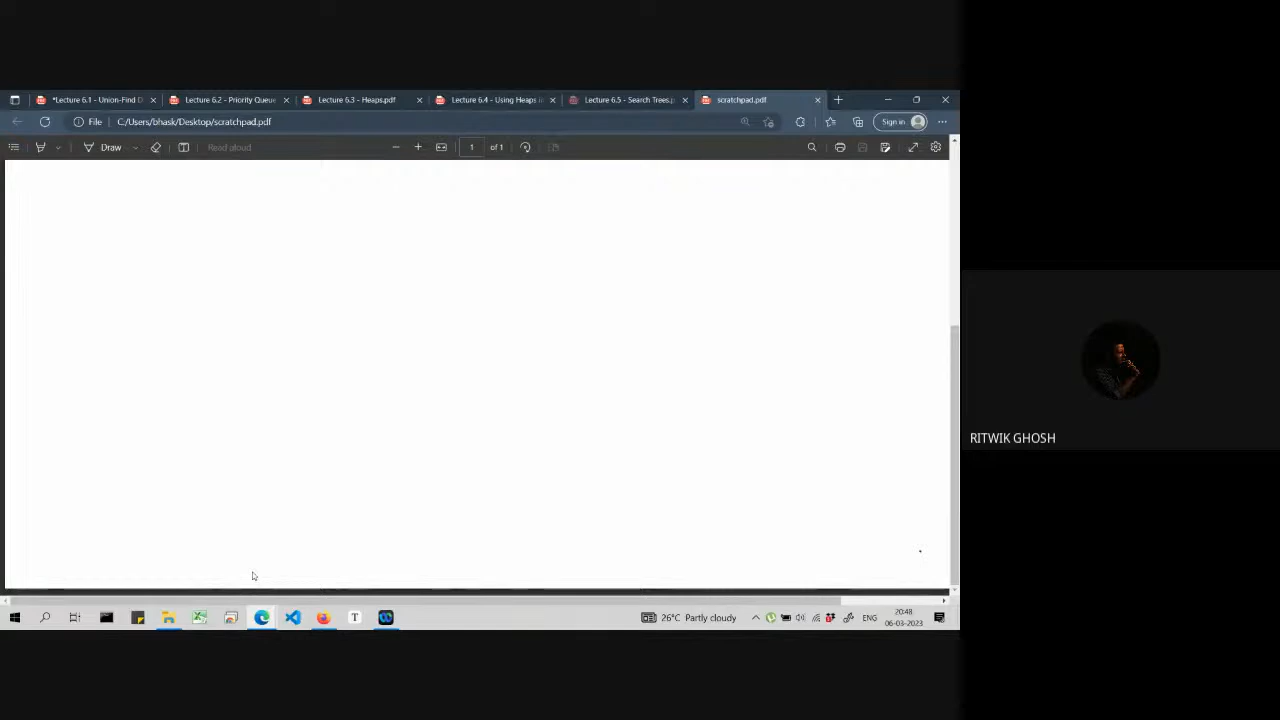 *Lecture 6.1 - Union-Find D
Lecture 6.2 - Priority Queue
Lecture 6.3 - Heaps.pdf
Lecture 6.4 - Using Heaps in
Lecture 6.5 - Search Trees.p
scratchpad.pdf
File
C:/Users/bhask/Desktop/scratchpad.pdf
Sign in
Draw
Read aloud
1 of 1
RITWIK GHOSH
T
26°C Partly cloudy
ENG
20:48
06-03-2023